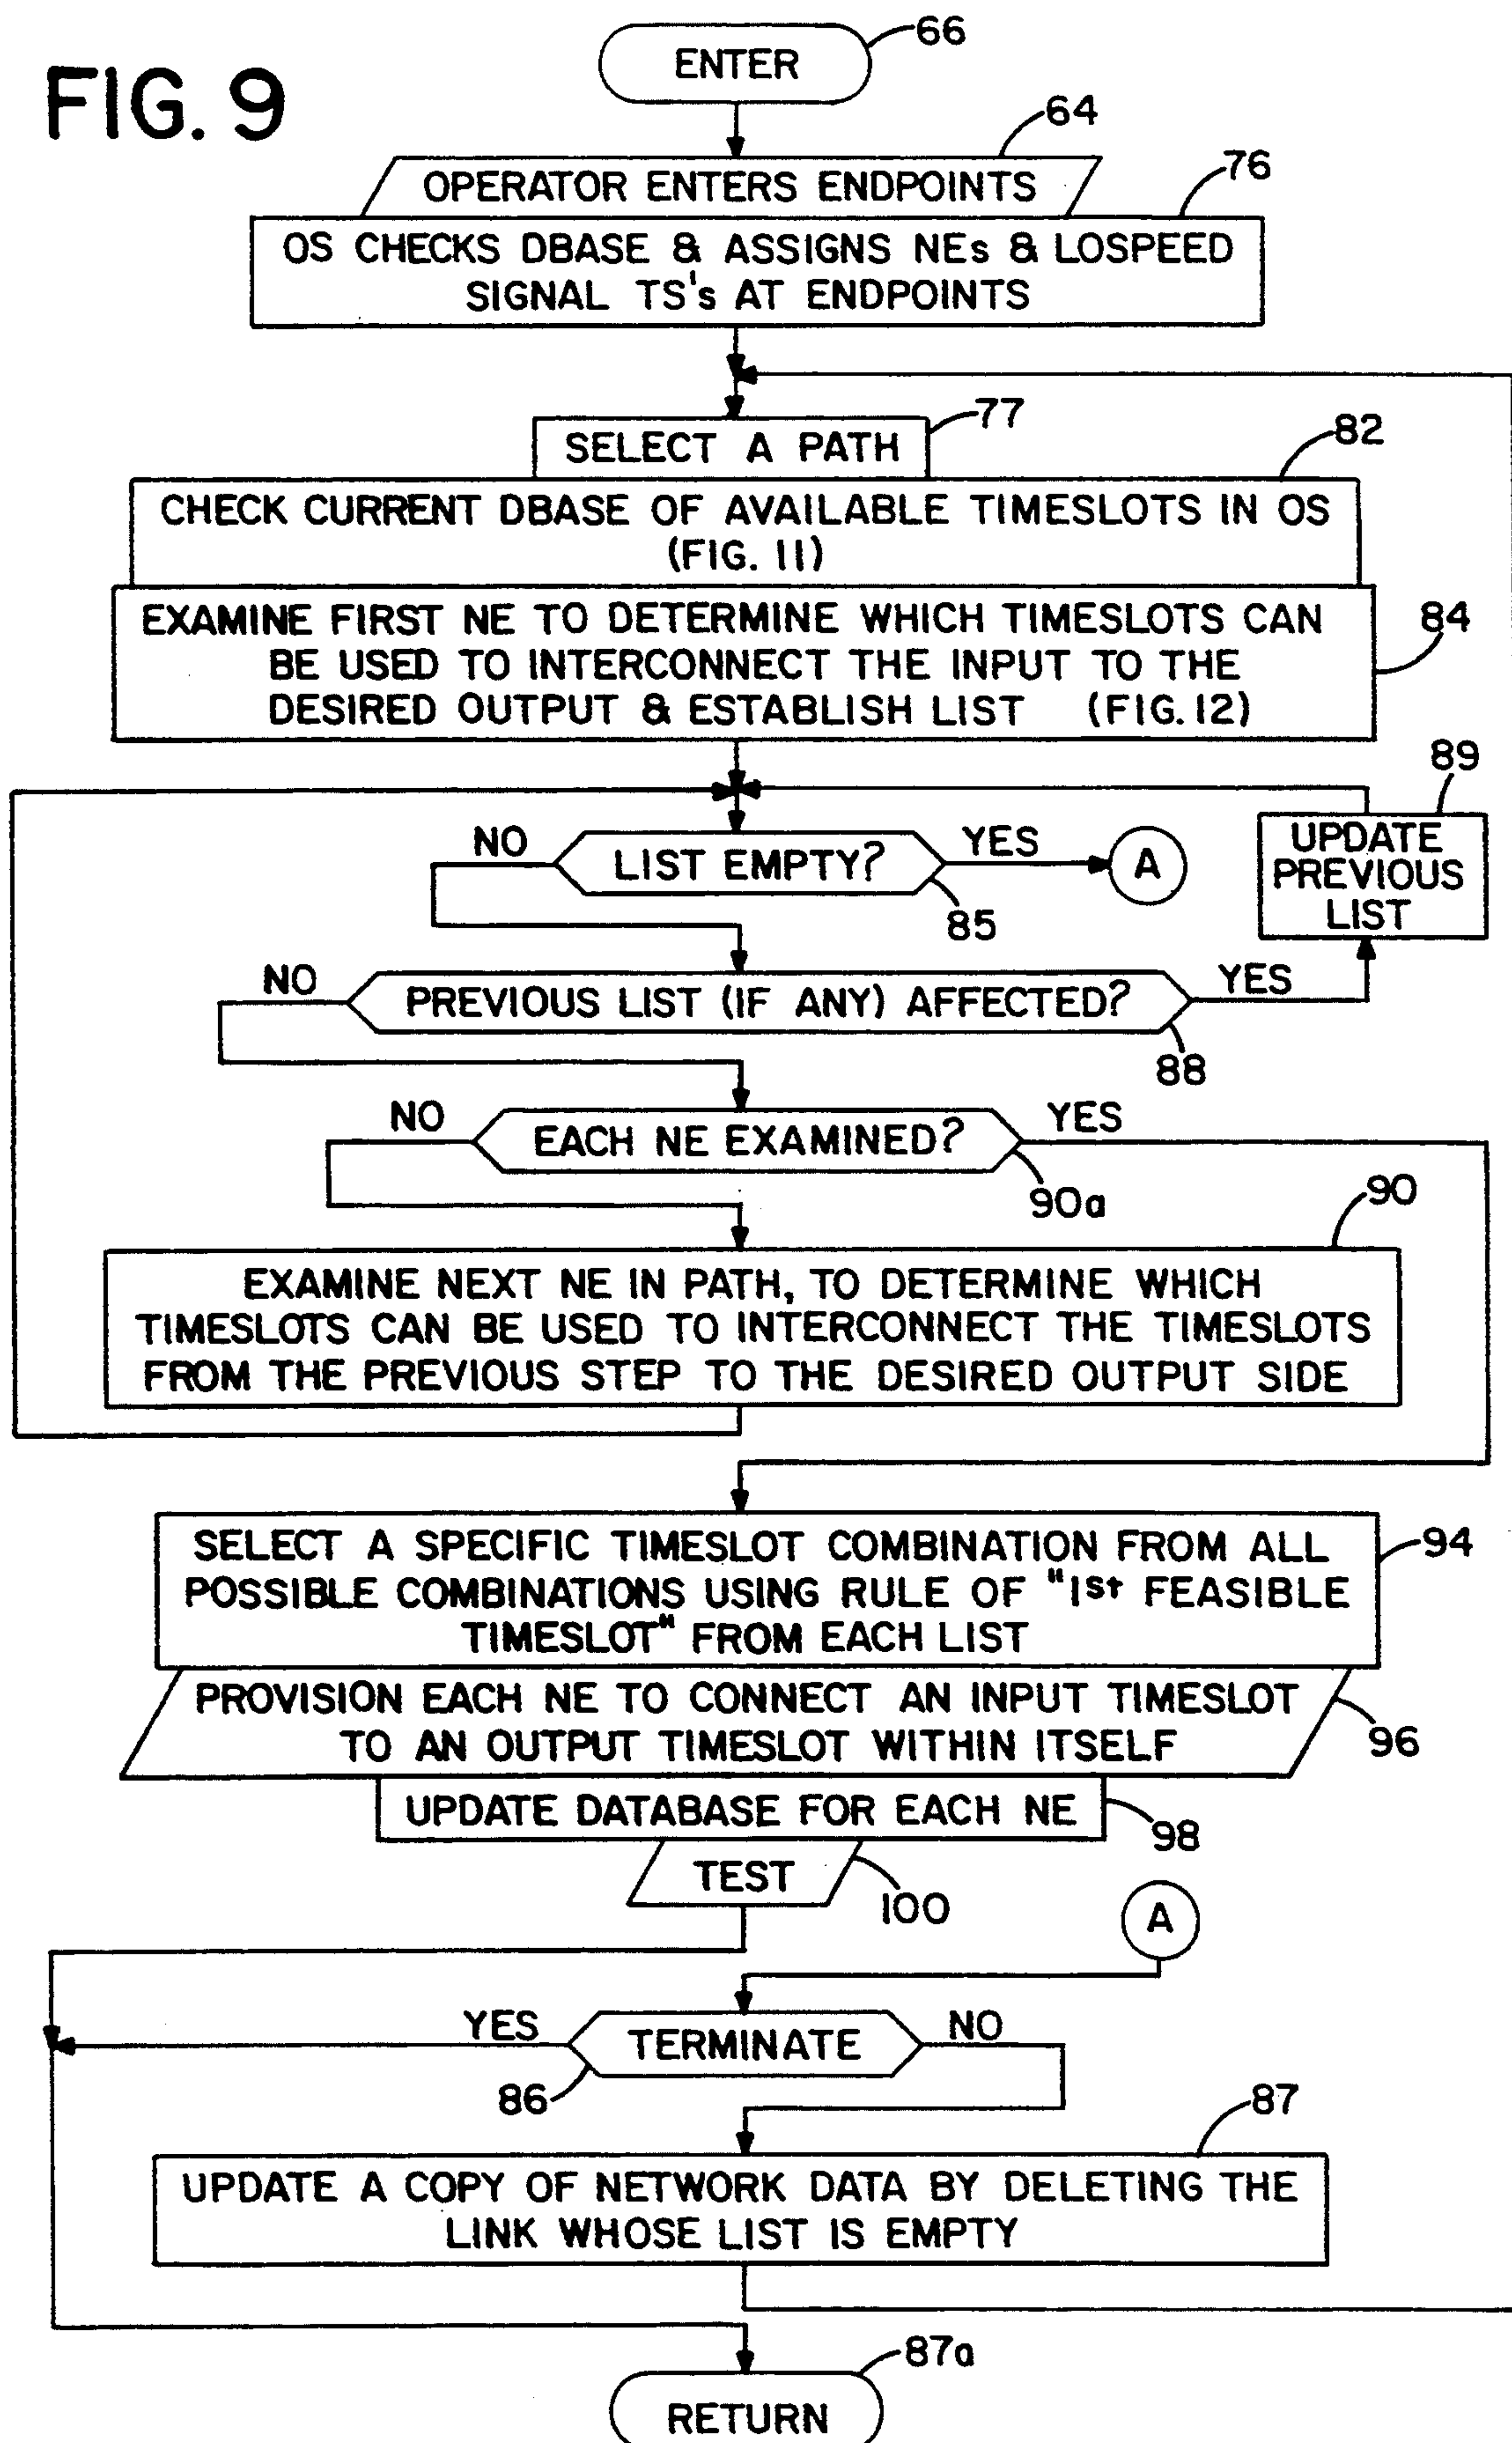 FIG. 9
ENTER
66
64
OPERATOR ENTERS ENDPOINTS
76
OS CHECKS DBASE & ASSIGNS NEs & LOSPEED
SIGNAL TS's AT ENDPOINTS
77
SELECT A PATH
82
CHECK CURRENT DBASE OF AVAILABLE TIMESLOTS IN OS
(FIG. 11)
EXAMINE FIRST NE TO DETERMINE WHICH TIMESLOTS CAN
BE USED TO INTERCONNECT THE INPUT TO THE
DESIRED OUTPUT & ESTABLISH LIST (FIG.12)
84
89
UPDATE
PREVIOUS
LIST
NO
LIST EMPTY?
YES
A
85
NO
PREVIOUS LIST (IF ANY) AFFECTED?
YES
88
NO
EACH NE EXAMINED?
YES
90a
90
EXAMINE NEXT NE IN PATH, TO DETERMINE WHICH
TIMESLOTS CAN BE USED TO INTERCONNECT THE TIMESLOTS
FROM THE PREVIOUS STEP TO THE DESIRED OUTPUT SIDE
SELECT A SPECIFIC TIMESLOT COMBINATION FROM ALL
POSSIBLE COMBINATIONS USING RULE OF "1st FEASIBLE
TIMESLOT" FROM EACH LIST
94
PROVISION EACH NE TO CONNECT AN INPUT TIMESLOT
TO AN OUTPUT TIMESLOT WITHIN ITSELF
96
UPDATE DATABASE FOR EACH NE
98
TEST
100
A
YES
TERMINATE
NO
86
87
UPDATE A COPY OF NETWORK DATA BY DELETING THE
LINK WHOSE LIST IS EMPTY
87a
RETURN